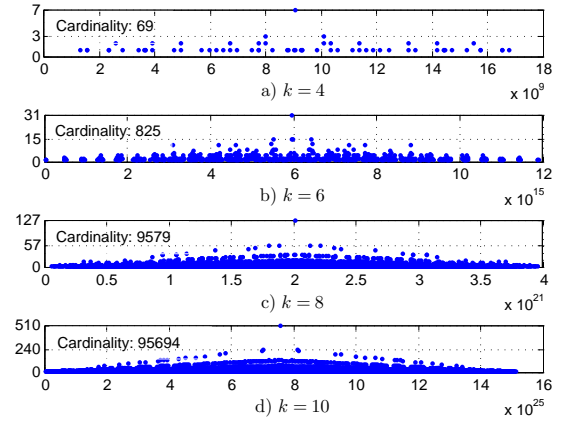 7
Cardinality: 69
3
0
0 2 4 6 8 10 12 14 16 18
a) k = 4
x 10^9
31
Cardinality: 825
15
0
0 2 4 6 8 10 12
b) k = 6
x 10^15
127
Cardinality: 9579
57
0
0 0.5 1 1.5 2 2.5 3 3.5 4
c) k = 8
x 10^21
510
Cardinality: 95694
240
0
0 2 4 6 8 10 12 14 16
d) k = 10
x 10^25